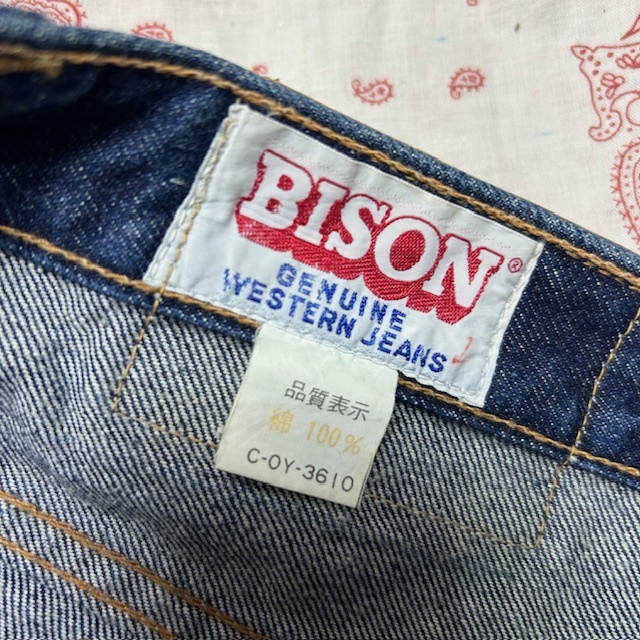 BISON®
GENUINE
WESTERN JEANS
品質表示
綿 100%
C-OY-3610